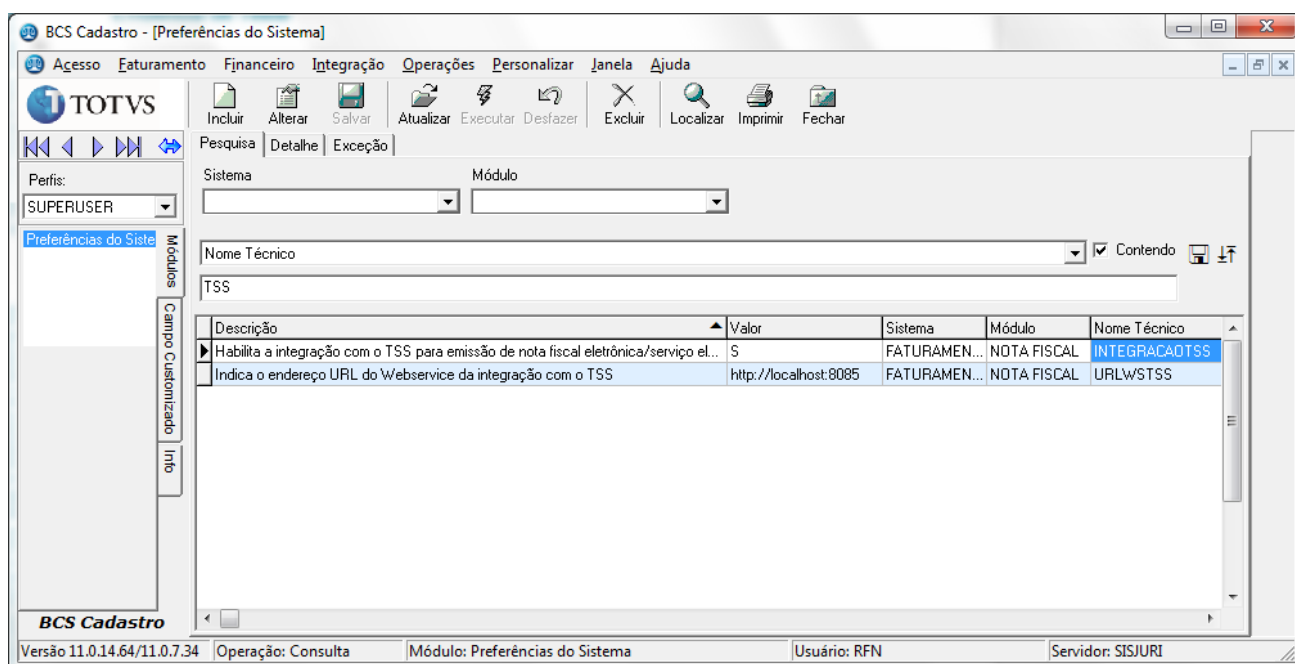 BCS Cadastro - [Preferências do Sistema]
Acesso Faturamento Financeiro Integração Operações Personalizar Janela Ajuda
TOTVS
Incluir Alterar Salvar Atualizar Executar Desfazer Excluir Localizar Imprimir Fechar
Pesquisa Detalhe Exceção
Perfis:
SUPERUSER
Preferências do Siste
Módulos
Campo Customizado
Info
Sistema Módulo
Nome Técnico Contendo
TSS
Descrição Valor Sistema Módulo Nome Técnico
Habilita a integração com o TSS para emissão de nota fiscal eletrônica/serviço el... S FATURAMEN... NOTA FISCAL INTEGRACAOTSS
Indica o endereço URL do Webservice da integração com o TSS http://localhost:8085 FATURAMEN... NOTA FISCAL URLWSTSS
BCS Cadastro
Versão 11.0.14.64/11.0.7.34 Operação: Consulta Módulo: Preferências do Sistema Usuário: RFN Servidor: SISJURI